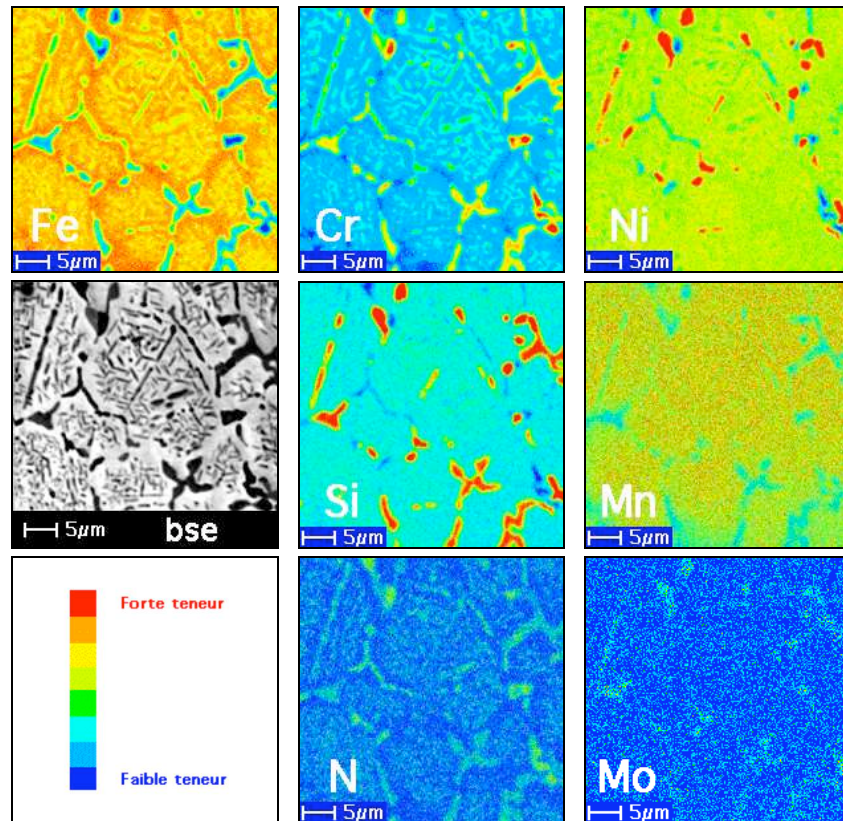 Fe
5µm
Cr
5µm
Ni
5µm
5µm bse
Si
5µm
Mn
5µm
Forte teneur
Faible teneur
N
5µm
Mo
5µm